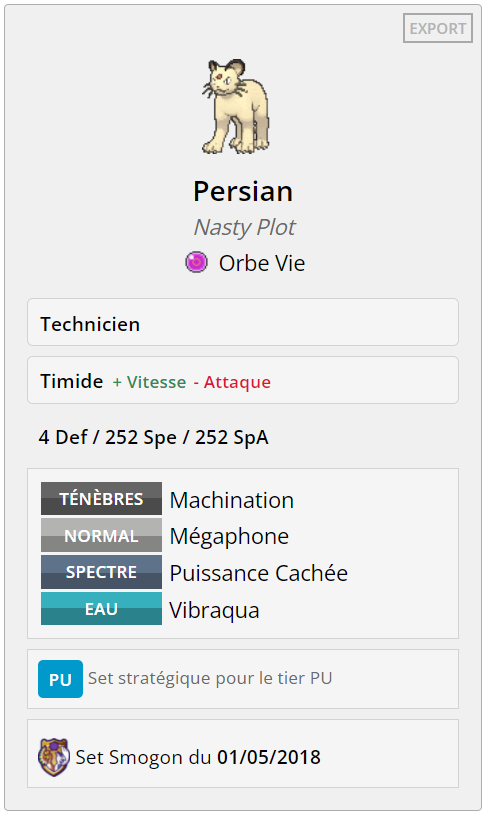 EXPORT
Persian
Nasty Plot
Orbe Vie
Technicien
Timide + Vitesse - Attaque
4 Def / 252 Spe / 252 SpA
TÉNÈBRES Machination
NORMAL Mégaphone
SPECTRE Puissance Cachée
EAU Vibraqua
PU Set stratégique pour le tier PU
Set Smogon du 01/05/2018